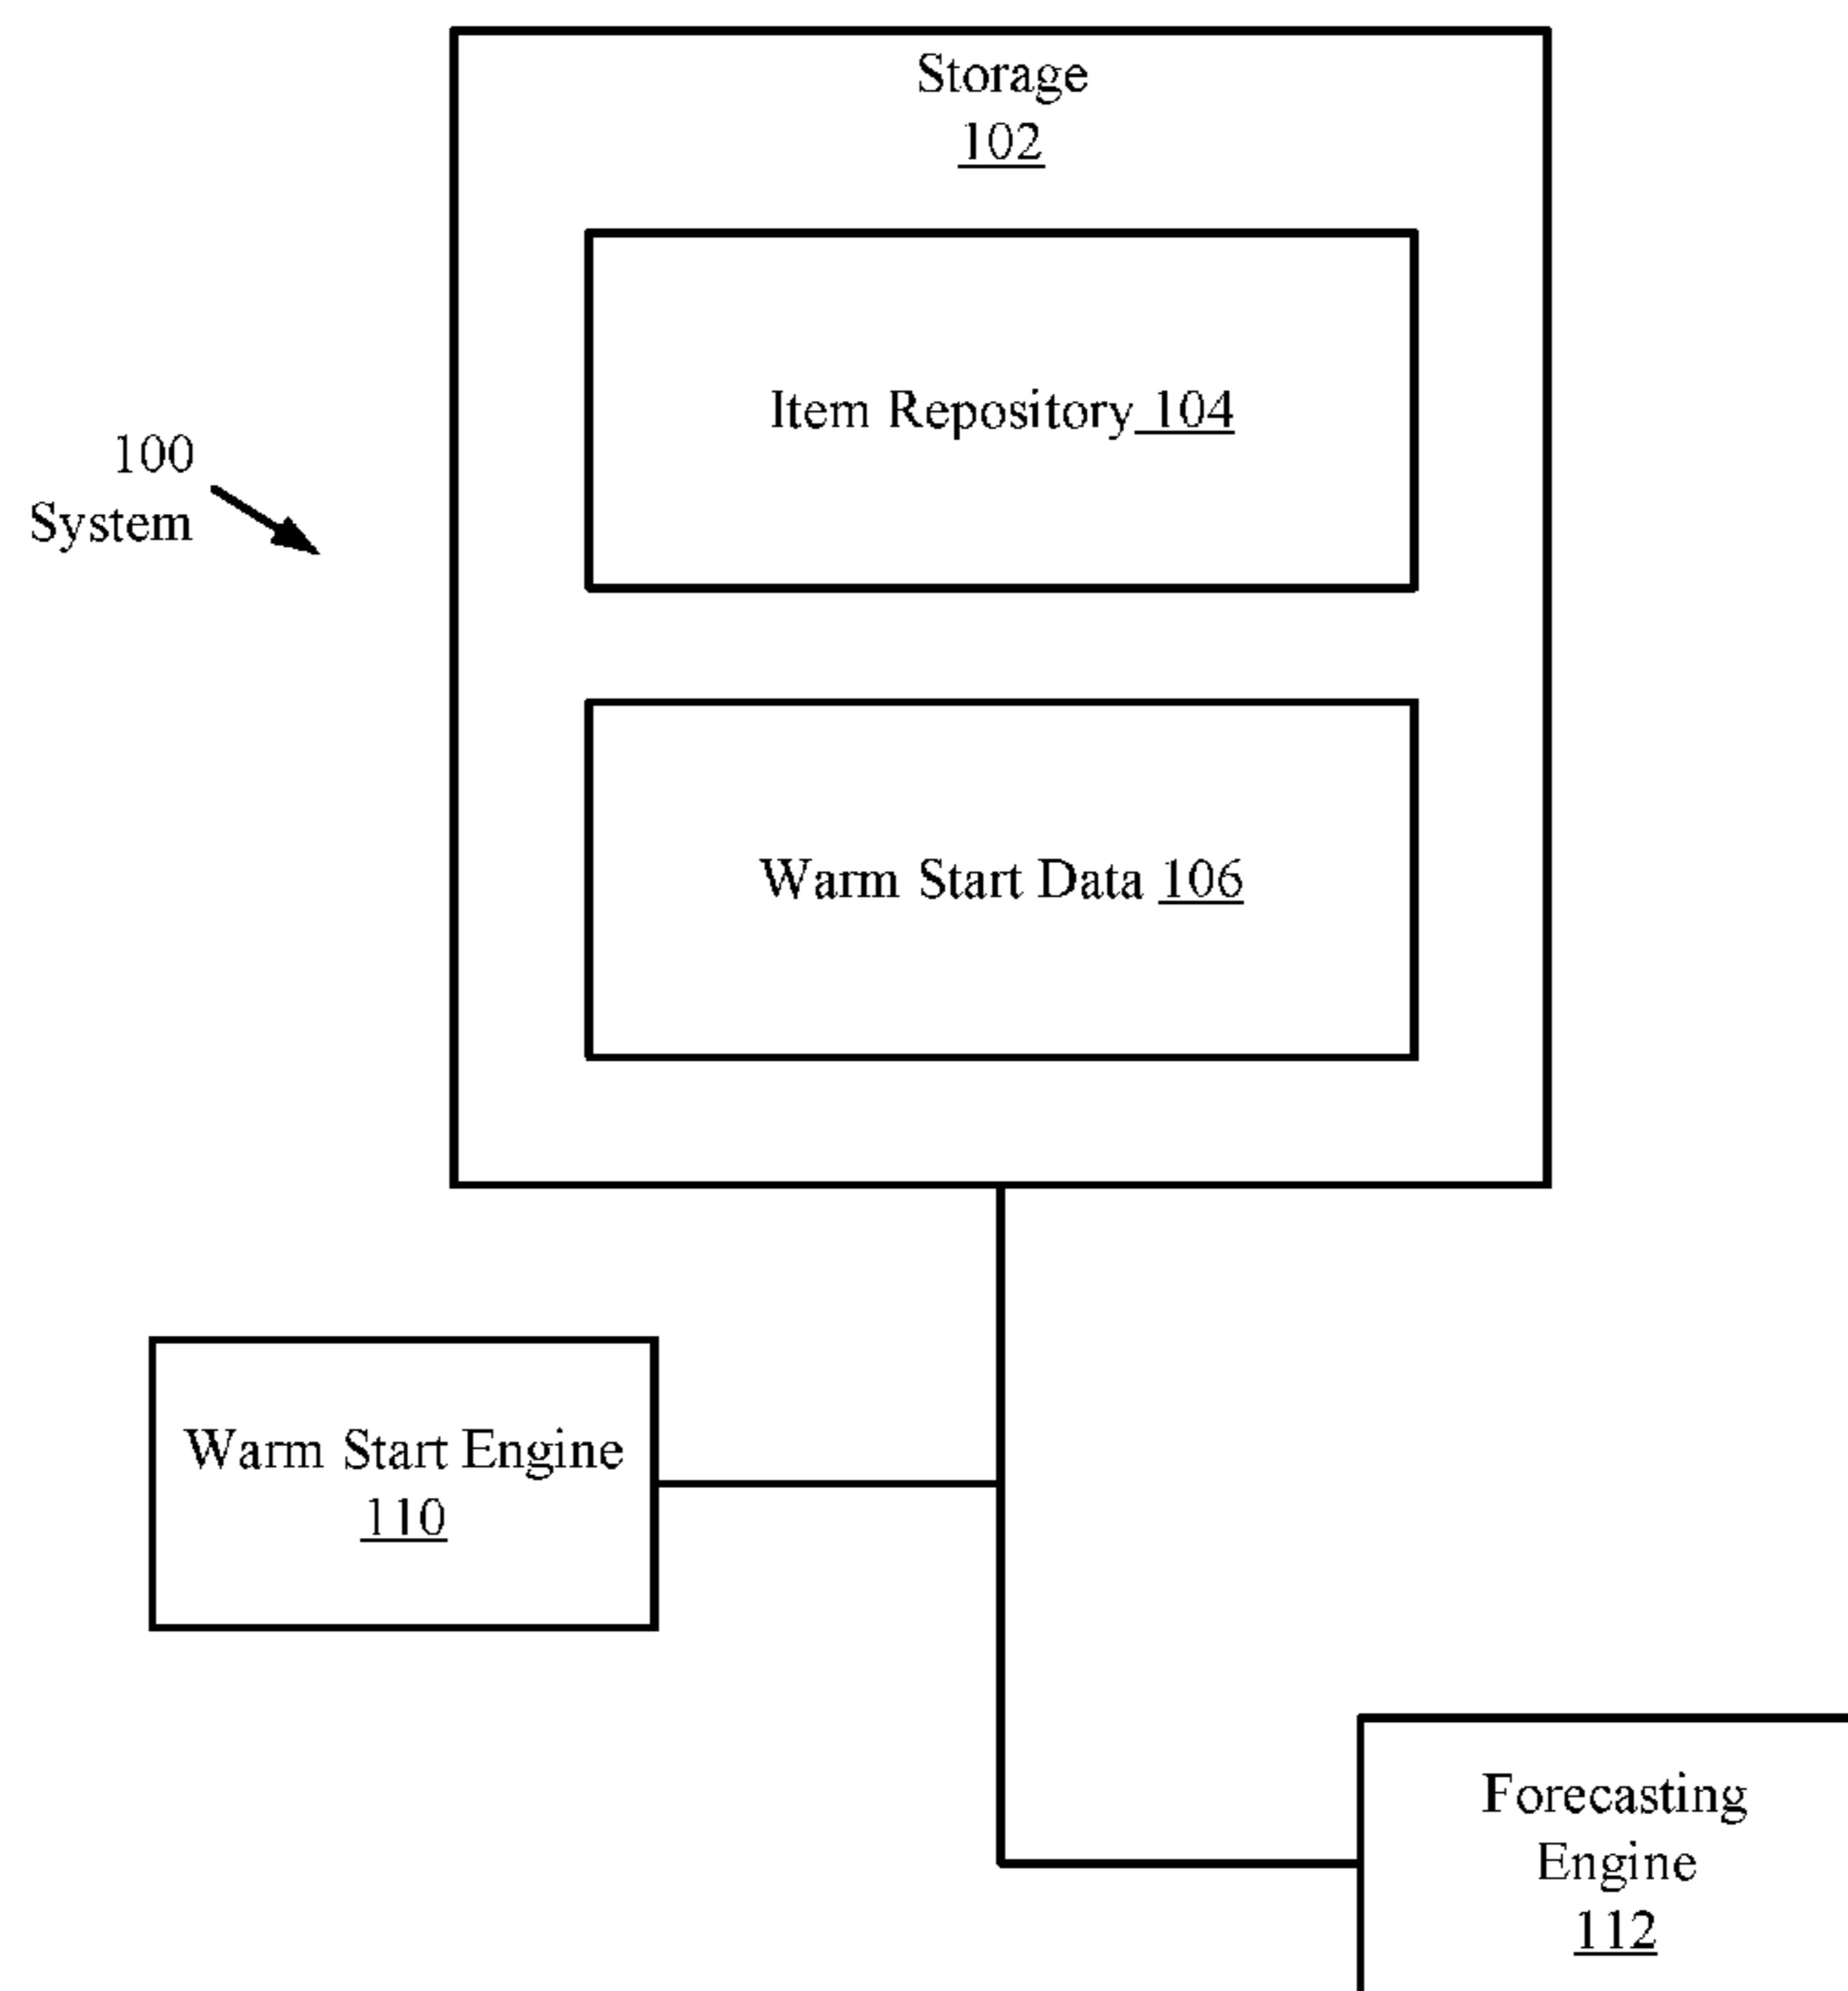 Storage
102
Item Repository 104
100
System
Warm Start Data 106
Warm Start Engine
110
Forecasting
Engine
112